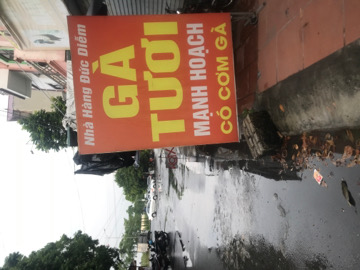 Nhà Hàng Đức Diễm
GÀ
TƯƠI
MẠNH HOẠCH
CÓ CƠM GÀ